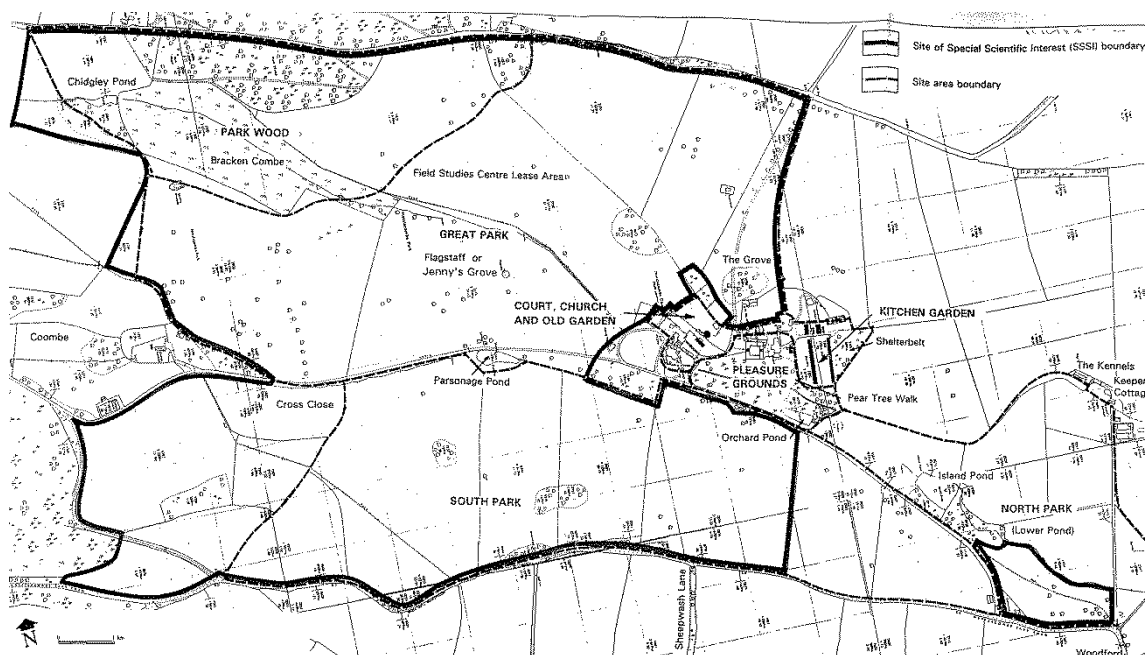 Site of Special Scientific Interest (SSSI) boundary
Site area boundary
Chidgley Pond
PARK WOOD
Bracken Combe
Field Studies Centre Lease Area
GREAT PARK
Flagstaff or
Jenny's Grove
The Grove
COURT, CHURCH
AND OLD GARDEN
KITCHEN GARDEN
Shelterbelt
Coombe
PLEASURE
GROUNDS
The Kennels
Keeper
Cottag
Parsonage Pond
Pear Tree Walk
Cross Close
Orchard Pond
Island Pond
SOUTH PARK
NORTH PARK
(Lower Pond)
Sheepwash Lane
N
km
Woodford